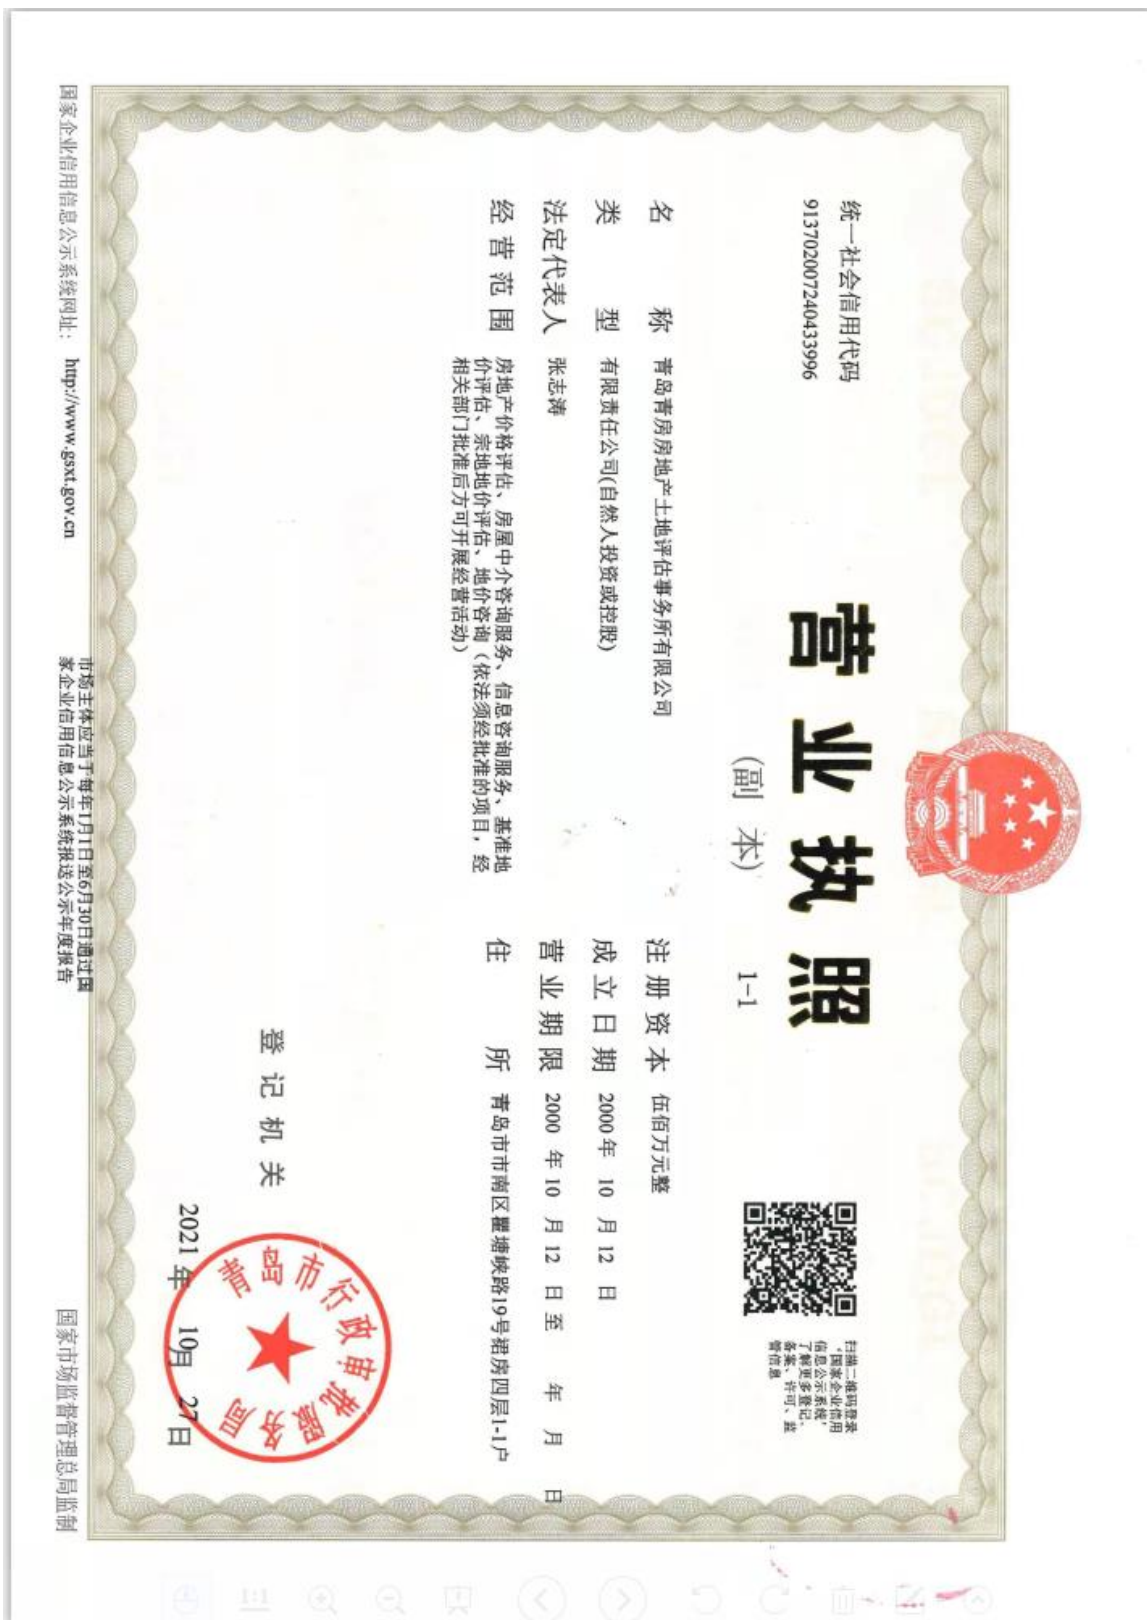 统一社会信用代码
913702007240433996
营业执照
(副 本) 1-1
扫描二维码登录
‘国家企业信用
信息公示系统’
了解更多登记、
备案、许可、监
管信息
名 称 青岛青房房地产土地评估事务所有限公司
类 型 有限责任公司(自然人投资或控股)
法定代表人 张志涛
经营范围 房地产价格评估、房屋中介咨询服务、信息咨询服务、基准地
价评估、宗地地价评估、地价咨询（依法须经批准的项目，经
相关部门批准后方可开展经营活动）
注册资本 伍佰万元整
成立日期 2000年 10 月 12 日
营业期限 2000 年 10 月 12 日 至 年 月 日
住 所 青岛市市南区瞿塘峡路19号裙房四层1-1户
登记机关
青岛市行政审批服务局
2021 年 10月 27 日
国家企业信用信息公示系统网址： http://www.gsxt.gov.cn
市场主体应当于每年1月1日至6月30日通过国
家企业信用信息公示系统报送公示年度报告
国家市场监督管理总局监制
1:1